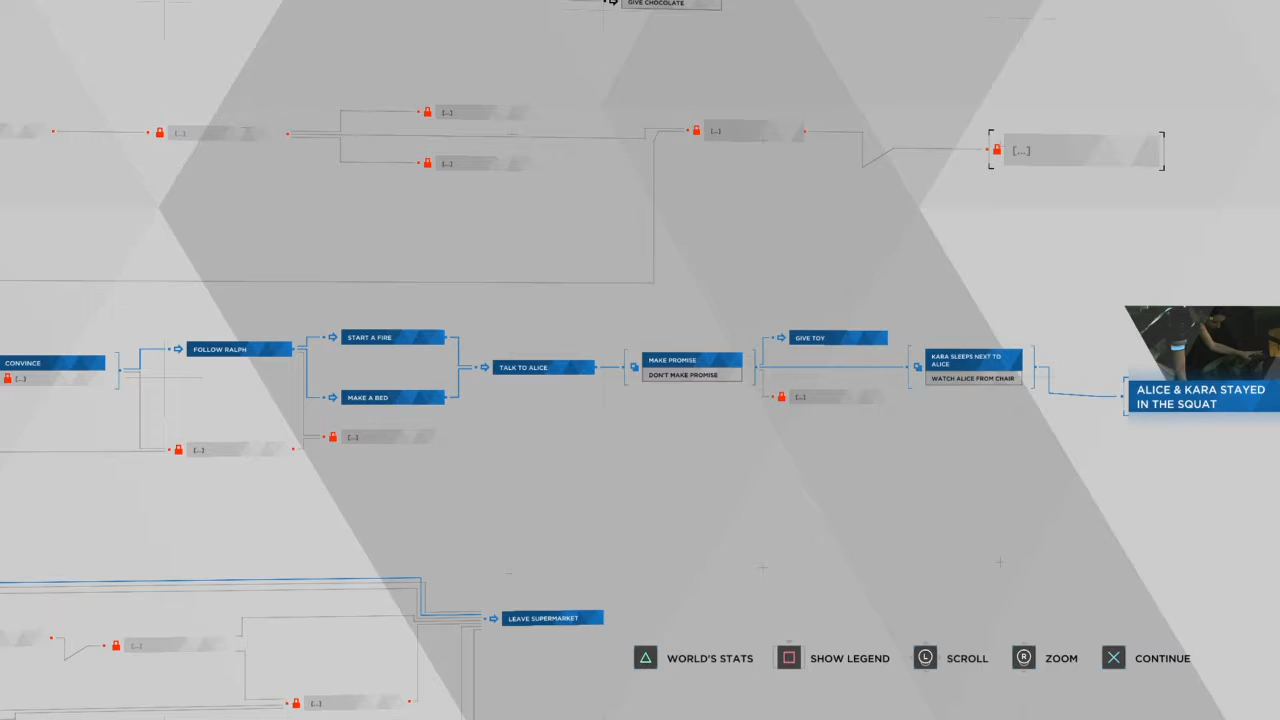 GIVE CHOCOLATE
[...]
[...]
[...]
[...]
[...]
START A FIRE
GIVE TOY
FOLLOW RALPH
CONVINCE
MAKE PROMISE
KARA SLEEPS NEXT TO
ALICE
TALK TO ALICE
DON'T MAKE PROMISE
WATCH ALICE FROM CHAIR
[...]
ALICE & KARA STAYED
IN THE SQUAT
MAKE A BED
[...]
[...]
[...]
LEAVE SUPERMARKET
[...]
WORLD'S STATS
SHOW LEGEND
L
SCROLL
R
ZOOM
CONTINUE
[...]